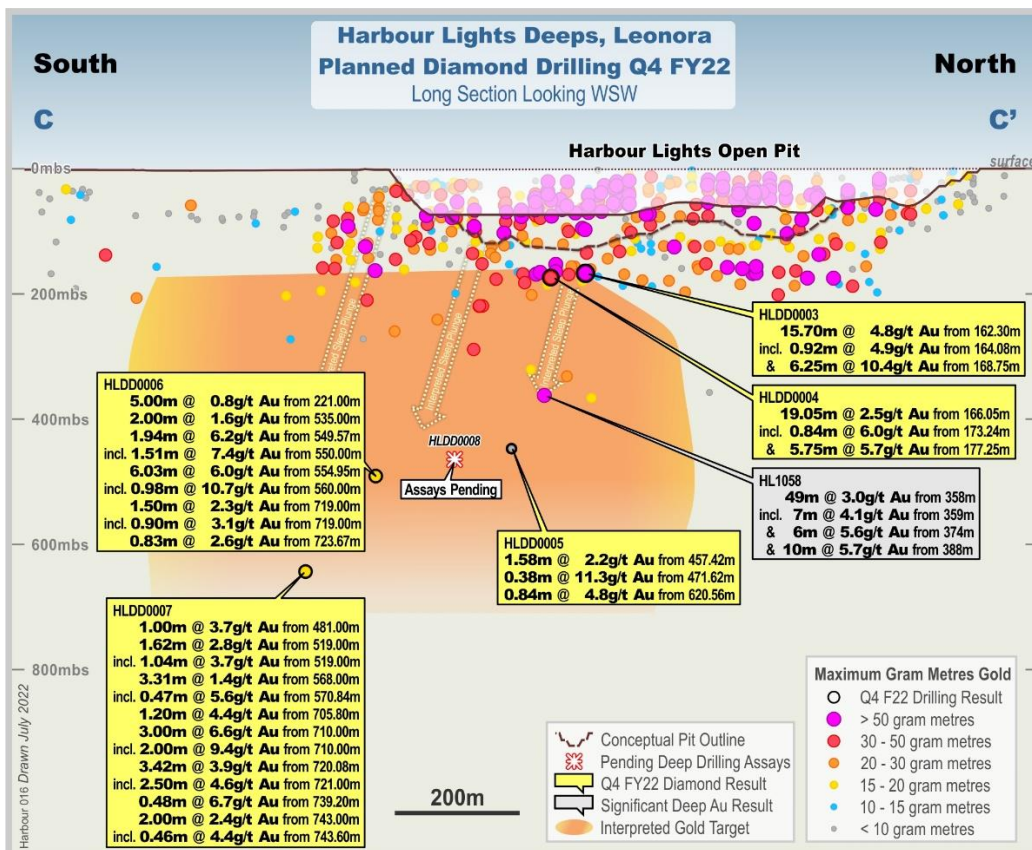 Harbour Lights Deeps, Leonora
Planned Diamond Drilling Q4 FY22
Long Section Looking WSW
South
North
C
C’
Harbour Lights Open Pit
0mbs
surface
200mbs
400mbs
600mbs
800mbs
HLDD0003
15.70m @ 4.8g/t Au from 162.30m
incl. 0.92m @ 4.9g/t Au from 164.08m
& 6.25m @ 10.4g/t Au from 168.75m
HLDD0004
19.05m @ 2.5g/t Au from 166.05m
incl. 0.84m @ 6.0g/t Au from 173.24m
& 5.75m @ 5.7g/t Au from 177.25m
HL1058
49m @ 3.0g/t Au from 358m
incl. 7m @ 4.1g/t Au from 359m
& 6m @ 5.6g/t Au from 374m
& 10m @ 5.7g/t Au from 388m
HLDD0006
5.00m @ 0.8g/t Au from 221.00m
2.00m @ 1.6g/t Au from 535.00m
1.94m @ 6.2g/t Au from 549.57m
incl. 1.51m @ 7.4g/t Au from 550.00m
6.03m @ 6.0g/t Au from 554.95m
incl. 0.98m @ 10.7g/t Au from 560.00m
1.50m @ 2.3g/t Au from 719.00m
incl. 0.90m @ 3.1g/t Au from 719.00m
0.83m @ 2.6g/t Au from 723.67m
HLDD0008
Assays Pending
HLDD0005
1.58m @ 2.2g/t Au from 457.42m
0.38m @ 11.3g/t Au from 471.62m
0.84m @ 4.8g/t Au from 620.56m
HLDD0007
1.00m @ 3.7g/t Au from 481.00m
1.62m @ 2.8g/t Au from 519.00m
incl. 1.04m @ 3.7g/t Au from 519.00m
3.31m @ 1.4g/t Au from 568.00m
incl. 0.47m @ 5.6g/t Au from 570.84m
1.20m @ 4.4g/t Au from 705.80m
3.00m @ 6.6g/t Au from 710.00m
incl. 2.00m @ 9.4g/t Au from 710.00m
3.42m @ 3.9g/t Au from 720.08m
incl. 2.50m @ 4.6g/t Au from 721.00m
0.48m @ 6.7g/t Au from 739.20m
2.00m @ 2.4g/t Au from 743.00m
incl. 0.46m @ 4.4g/t Au from 743.60m
200m
Conceptual Pit Outline
Pending Deep Drilling Assays
Q4 FY22 Diamond Result
Significant Deep Au Result
Interpreted Gold Target
Maximum Gram Metres Gold
Q4 F22 Drilling Result
> 50 gram metres
30 - 50 gram metres
20 - 30 gram metres
15 - 20 gram metres
10 - 15 gram metres
< 10 gram metres
Harbour 016 Drawn July 2022